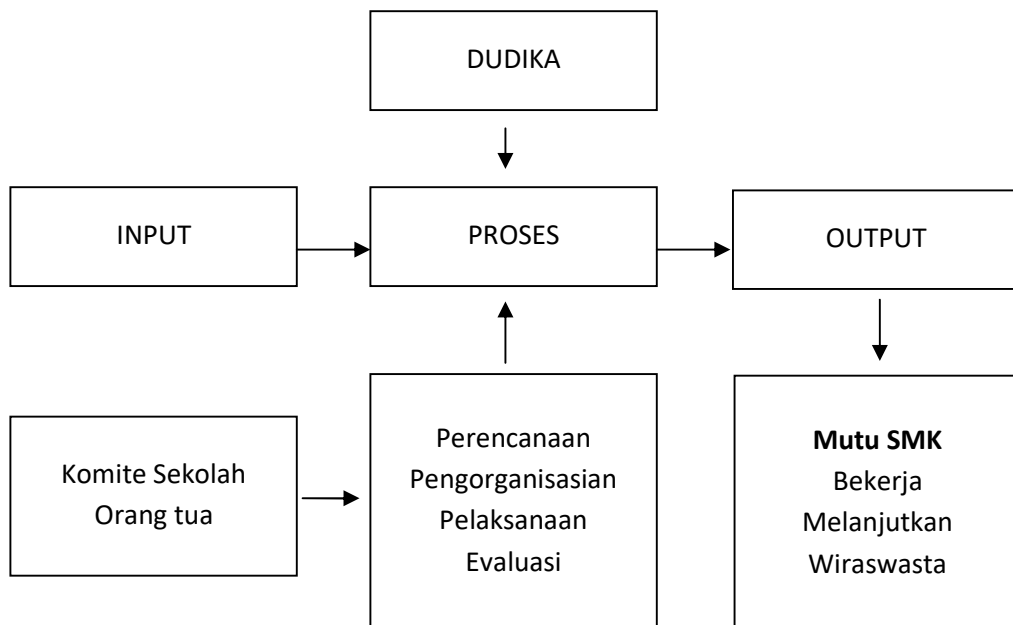 DUDIKA
INPUT
PROSES
OUTPUT
Komite Sekolah
Orang tua
Perencanaan
Pengorganisasian
Pelaksanaan
Evaluasi
Mutu SMK
Bekerja
Melanjutkan
Wiraswasta